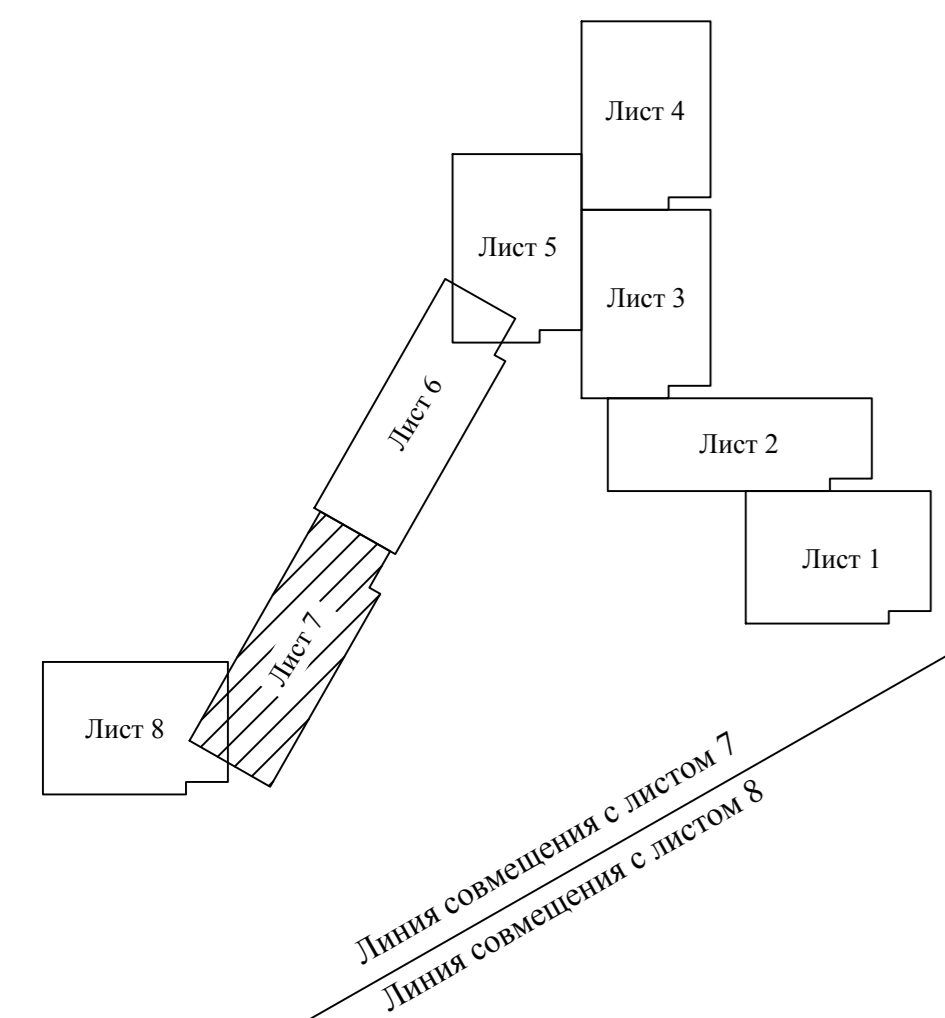 Лист 4
Лист 5
Лист 3
Лист 6
Лист 2
Лист 1
Лист 7
Лист 8
Линия совмещения с листом 7
Линия совмещения с листом 8